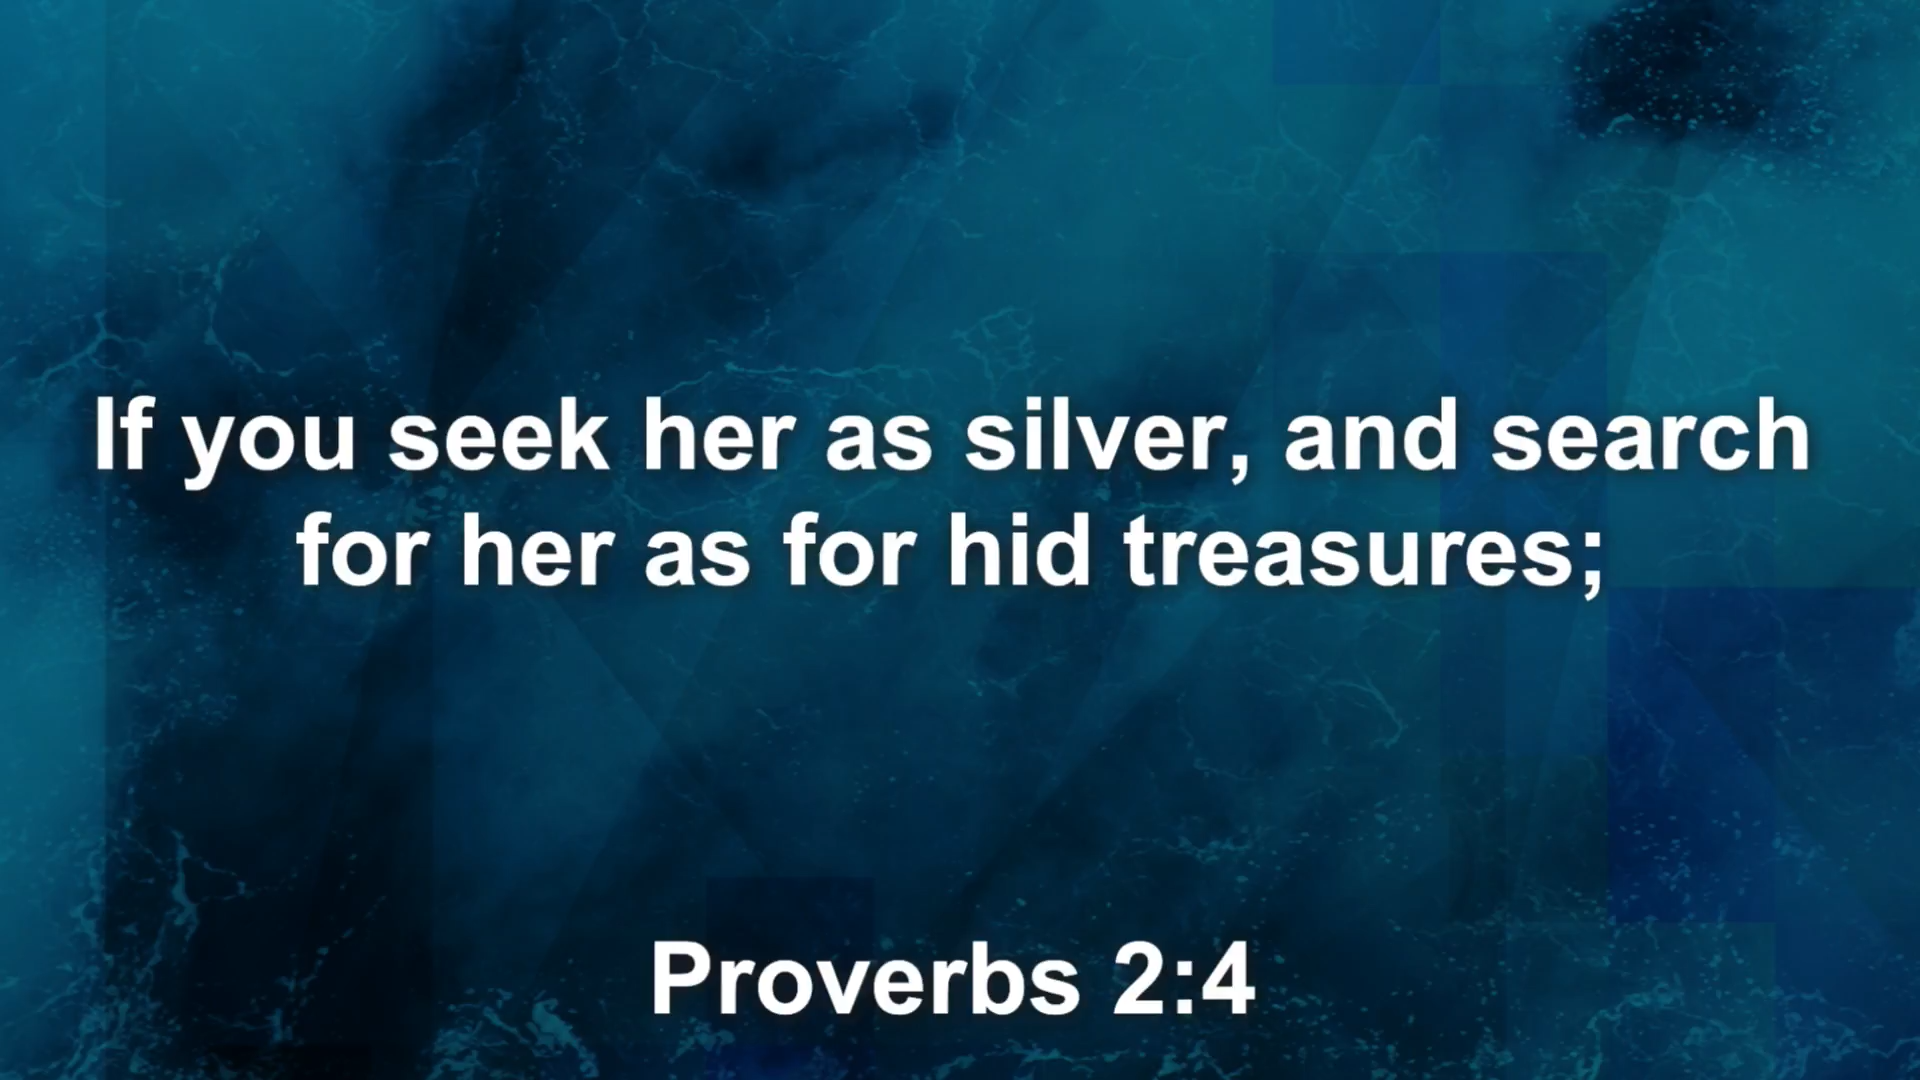 If you seek her as silver, and search
for her as for hid treasures;
Proverbs 2:4